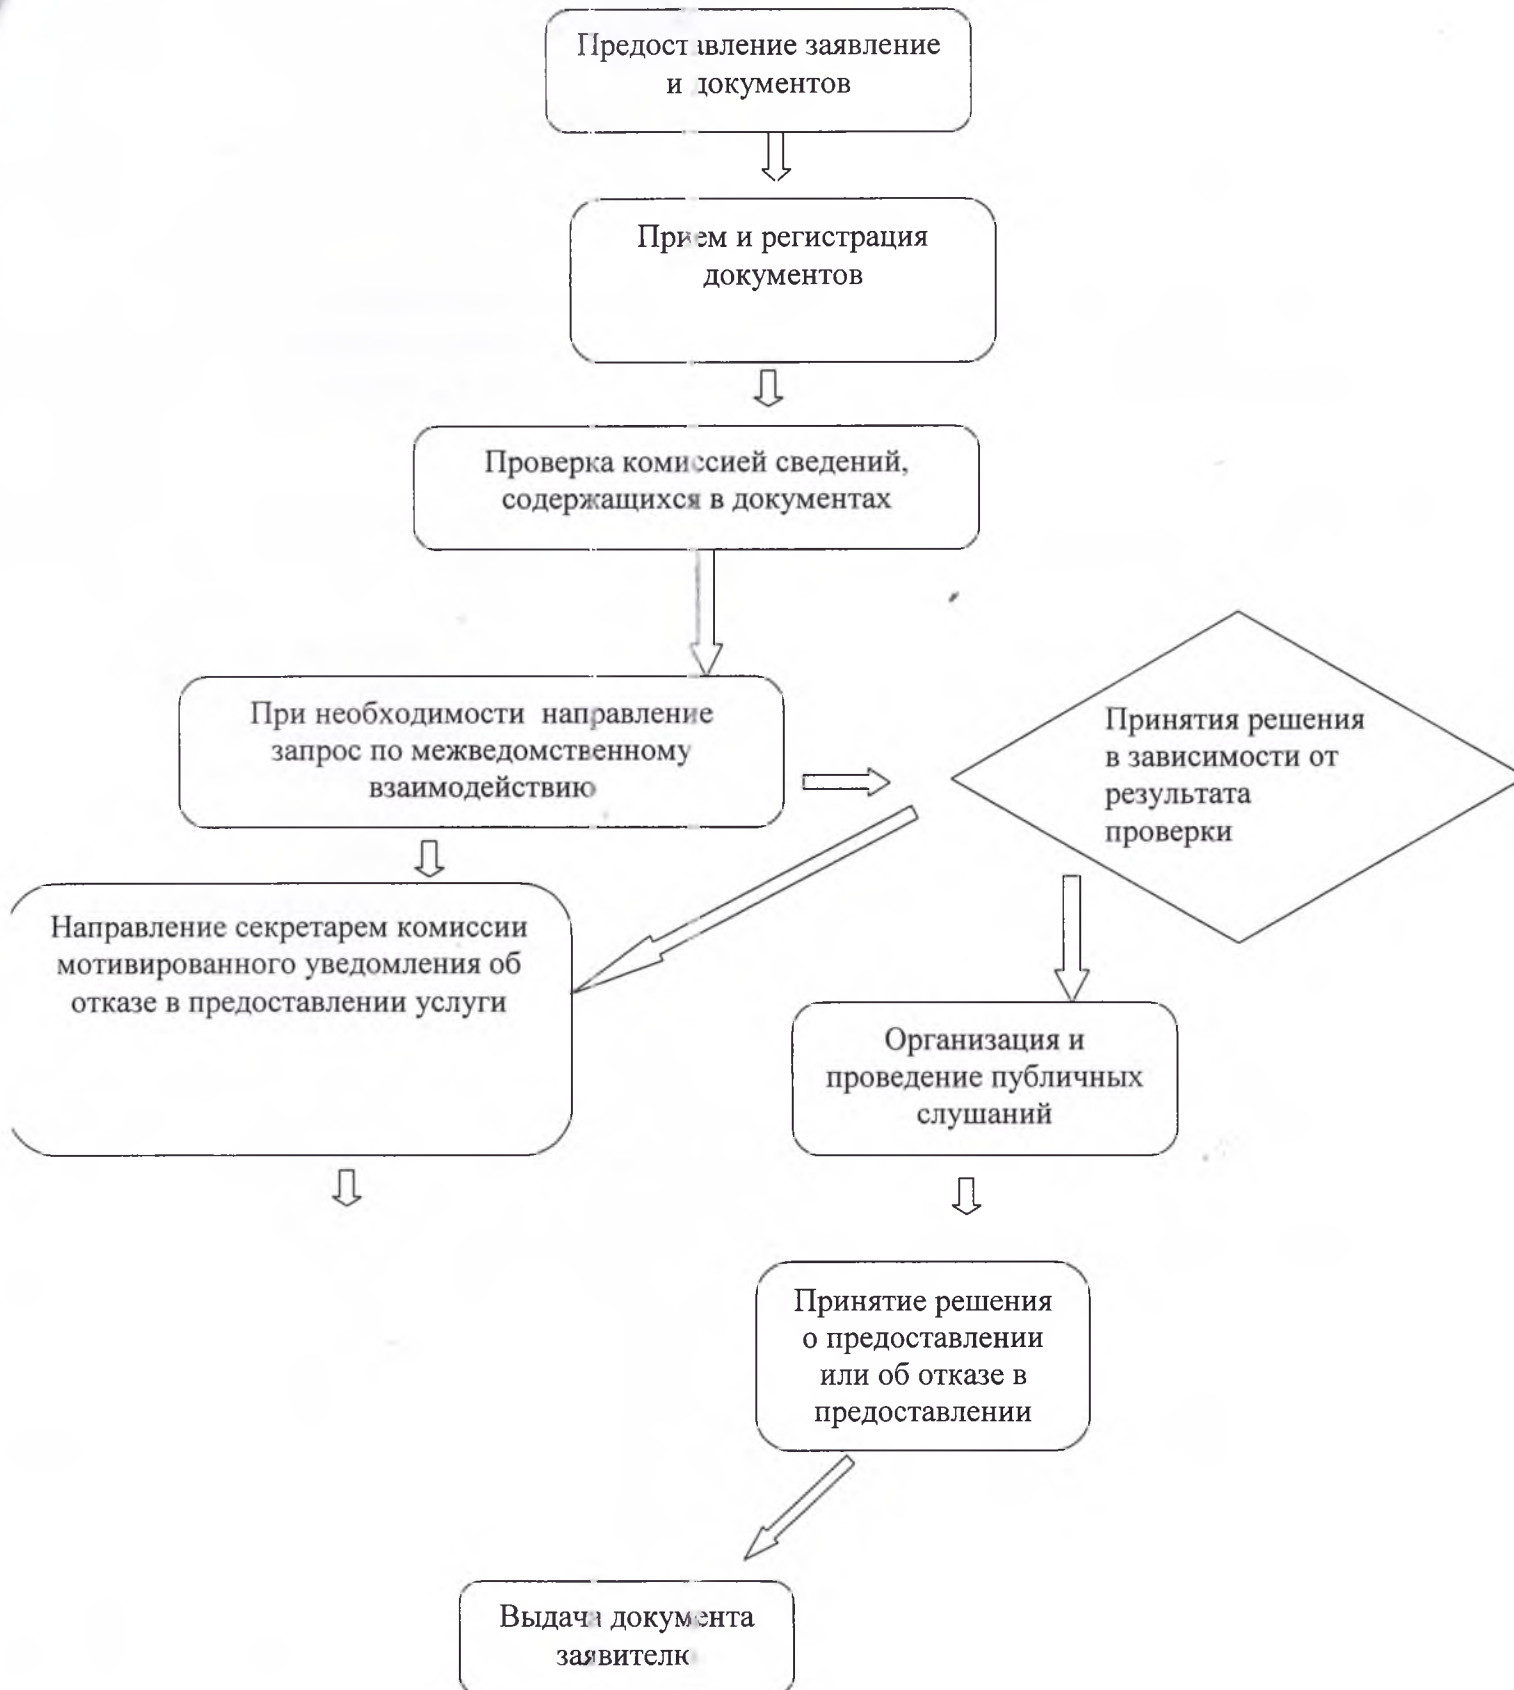 Предоставление заявление
и документов
Прием и регистрация
документов
Проверка комиссией сведений,
содержащихся в документах
При необходимости направление
запрос по межведомственному
взаимодействию
Принятия решения
в зависимости от
результата
проверки
Направление секретарем комиссии
мотивированного уведомления об
отказе в предоставлении услуги
Организация и
проведение публичных
слушаний
Принятие решения
о предоставлении
или об отказе в
предоставлении
Выдача документа
заявителю